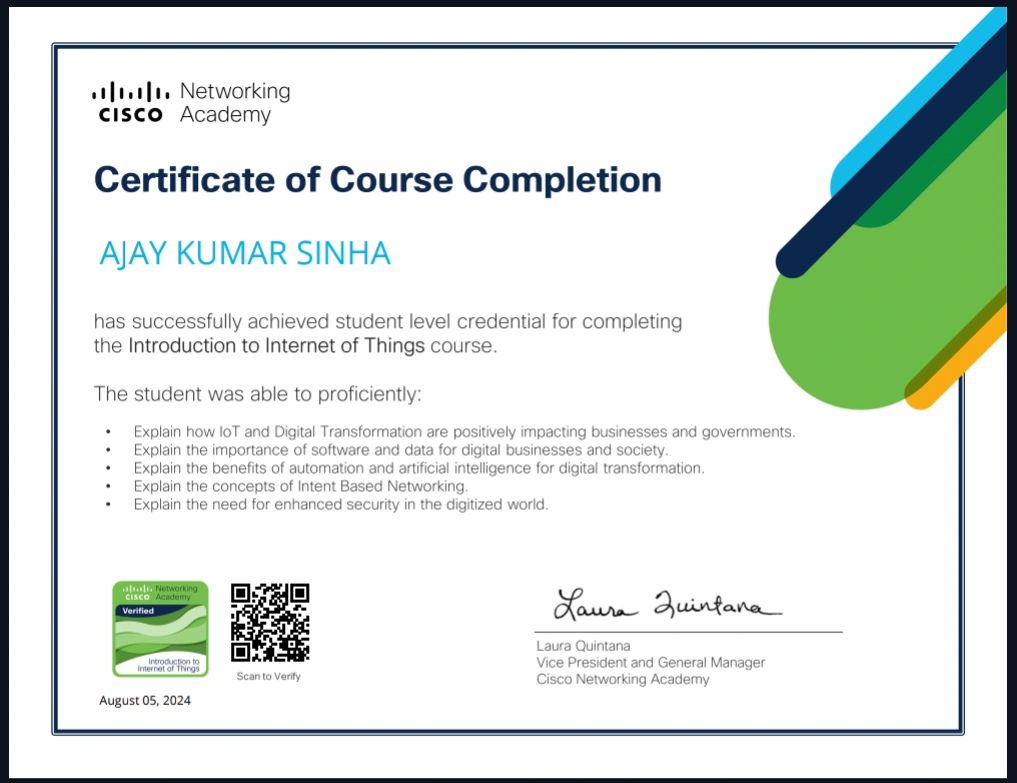 Networking
CISCO Academy
Certificate of Course Completion
AJAY KUMAR SINHA
has successfully achieved student level credential for completing
the Introduction to Internet of Things course.
The student was able to proficiently:
• Explain how IoT and Digital Transformation are positively impacting businesses and governments.
• Explain the importance of software and data for digital businesses and society.
• Explain the benefits of automation and artificial intelligence for digital transformation.
• Explain the concepts of Intent Based Networking.
• Explain the need for enhanced security in the digitized world.
Networking
CISCO Academy
Verified
Introduction to
Internet of Things
Scan to Verify
August 05, 2024
Laura Quintana
Laura Quintana
Vice President and General Manager
Cisco Networking Academy